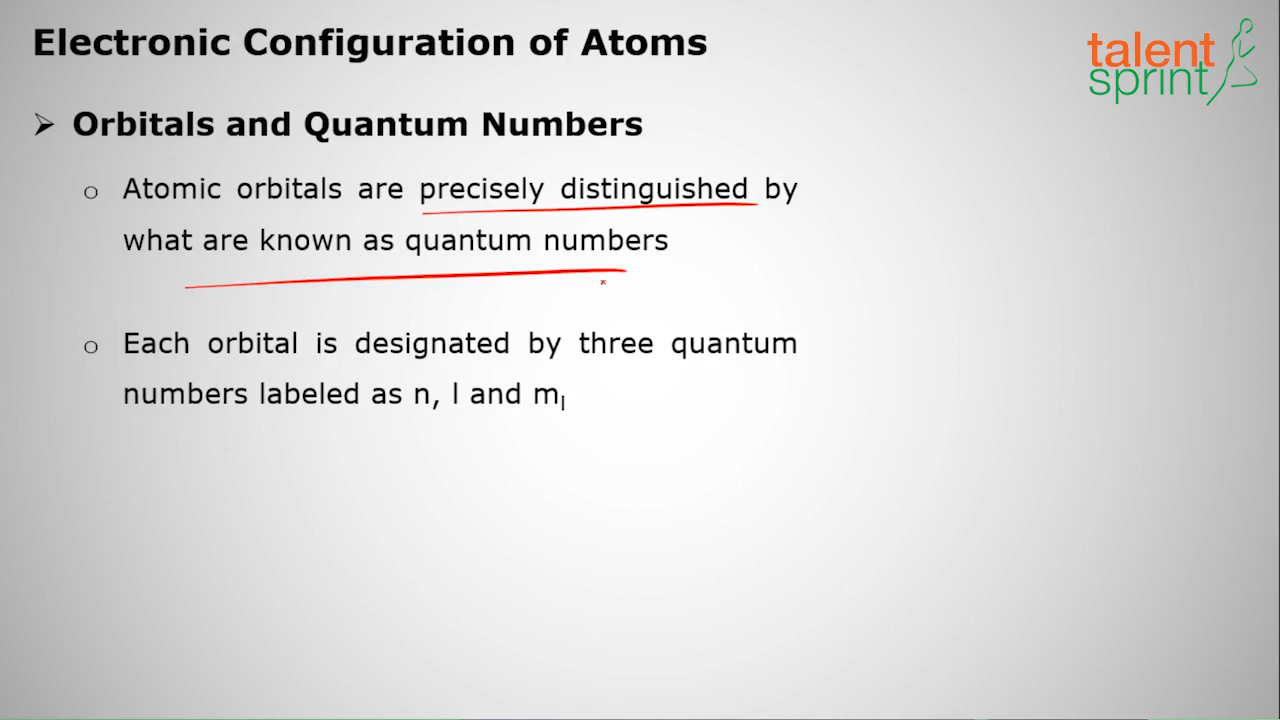 Electronic Configuration of Atoms
talent
sprint
➢ Orbitals and Quantum Numbers
o Atomic orbitals are precisely distinguished by
what are known as quantum numbers
o Each orbital is designated by three quantum
numbers labeled as n, l and mₗ